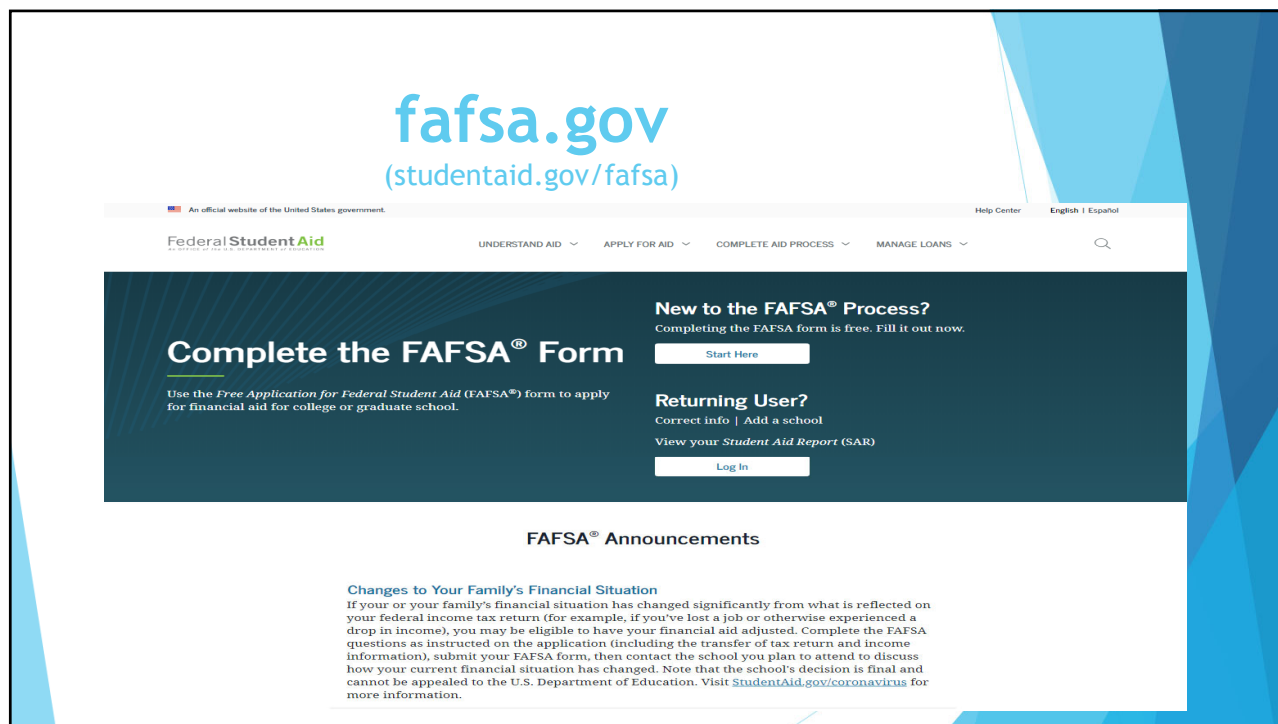 fafsa.gov
(studentaid.gov/fafsa)
An official website of the United States government.
Help Center English | Español
Federal Student Aid
An OFFICE of the U.S. DEPARTMENT of EDUCATION
UNDERSTAND AID APPLY FOR AID COMPLETE AID PROCESS MANAGE LOANS
Complete the FAFSA® Form
Use the Free Application for Federal Student Aid (FAFSA®) form to apply
for financial aid for college or graduate school.
New to the FAFSA® Process?
Completing the FAFSA form is free. Fill it out now.
Start Here
Returning User?
Correct info | Add a school
View your Student Aid Report (SAR)
Log In
FAFSA® Announcements
Changes to Your Family's Financial Situation
If your or your family's financial situation has changed significantly from what is reflected on
your federal income tax return (for example, if you've lost a job or otherwise experienced a
drop in income), you may be eligible to have your financial aid adjusted. Complete the FAFSA
questions as instructed on the application (including the transfer of tax return and income
information), submit your FAFSA form, then contact the school you plan to attend to discuss
how your current financial situation has changed. Note that the school's decision is final and
cannot be appealed to the U.S. Department of Education. Visit StudentAid.gov/coronavirus for
more information.